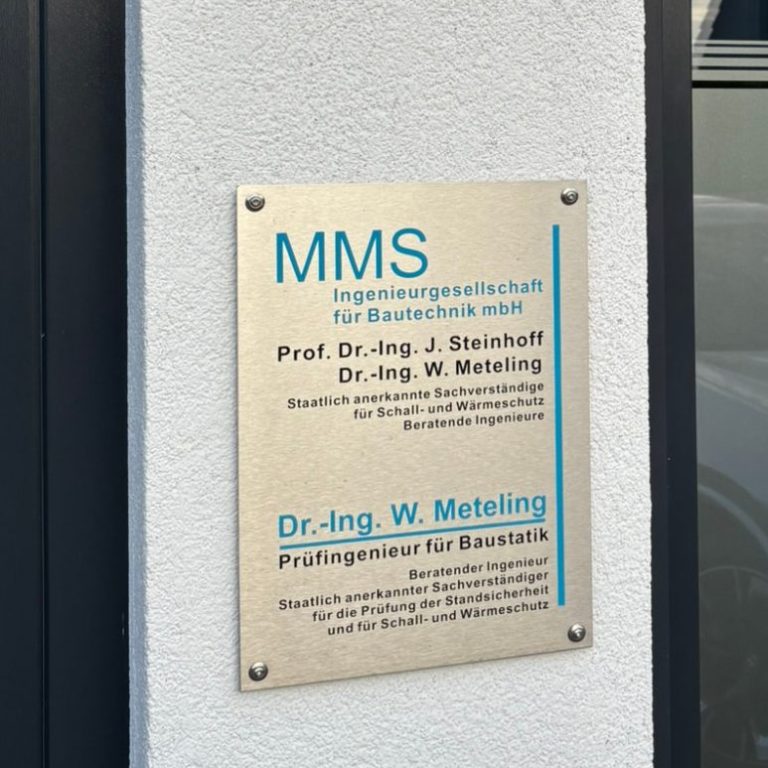 MMS
Ingenieurgesellschaft
für Bautechnik mbH
Prof. Dr.-Ing. J. Steinhoff
Dr.-Ing. W. Meteling
Staatlich anerkannte Sachverständige
für Schall- und Wärmeschutz
Beratende Ingenieure
Dr.-Ing. W. Meteling
Prüfingenieur für Baustatik
Beratender Ingenieur
Staatlich anerkannter Sachverständiger
für die Prüfung der Standsicherheit
und für Schall- und Wärmeschutz